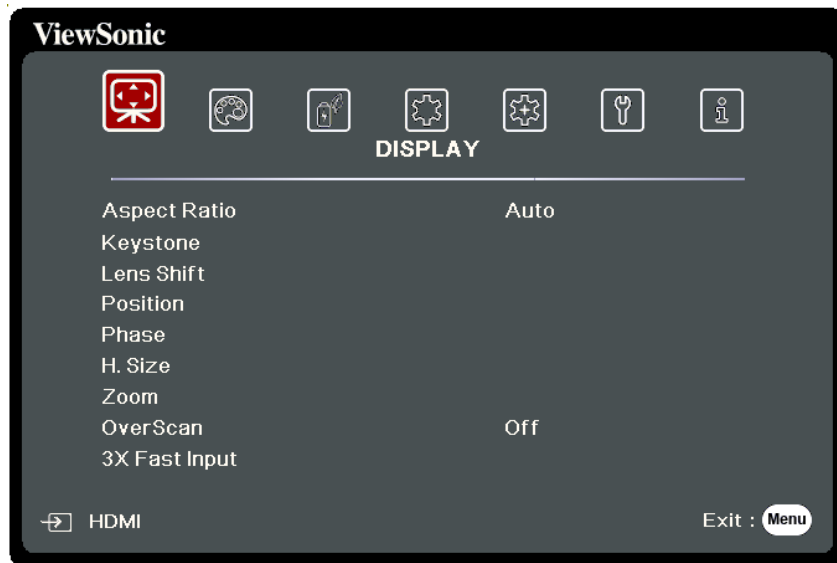 ViewSonic
DISPLAY
Aspect Ratio Auto
Keystone
Lens Shift
Position
Phase
H. Size
Zoom
OverScan Off
3X Fast Input
HDMI Exit : Menu